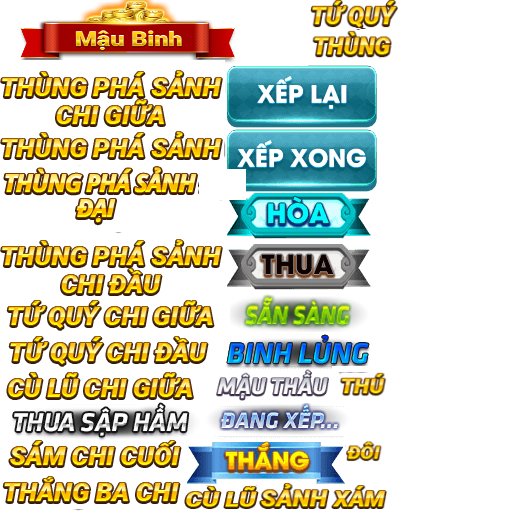 Mậu Binh
TỨ QUÝ
THÙNG
THÙNG PHÁ SẢNH
CHI GIỮA
XẾP LẠI
THÙNG PHÁ SẢNH
XẾP XONG
THÙNG PHÁ SẢNH
ĐẠI
HÒA
THÙNG PHÁ SẢNH
CHI ĐẦU
THUA
TỨ QUÝ CHI GIỮA
SẴN SÀNG
TỨ QUÝ CHI ĐẦU
BINH LỦNG
CÙ LŨ CHI GIỮA
MẬU THẦU
THÚ
THUA SẬP HẦM
ĐANG XẾP...
SÁM CHI CUỐI
THẮNG
ĐÔI
THẮNG BA CHI
CÙ LŨ SẢNH XÁM